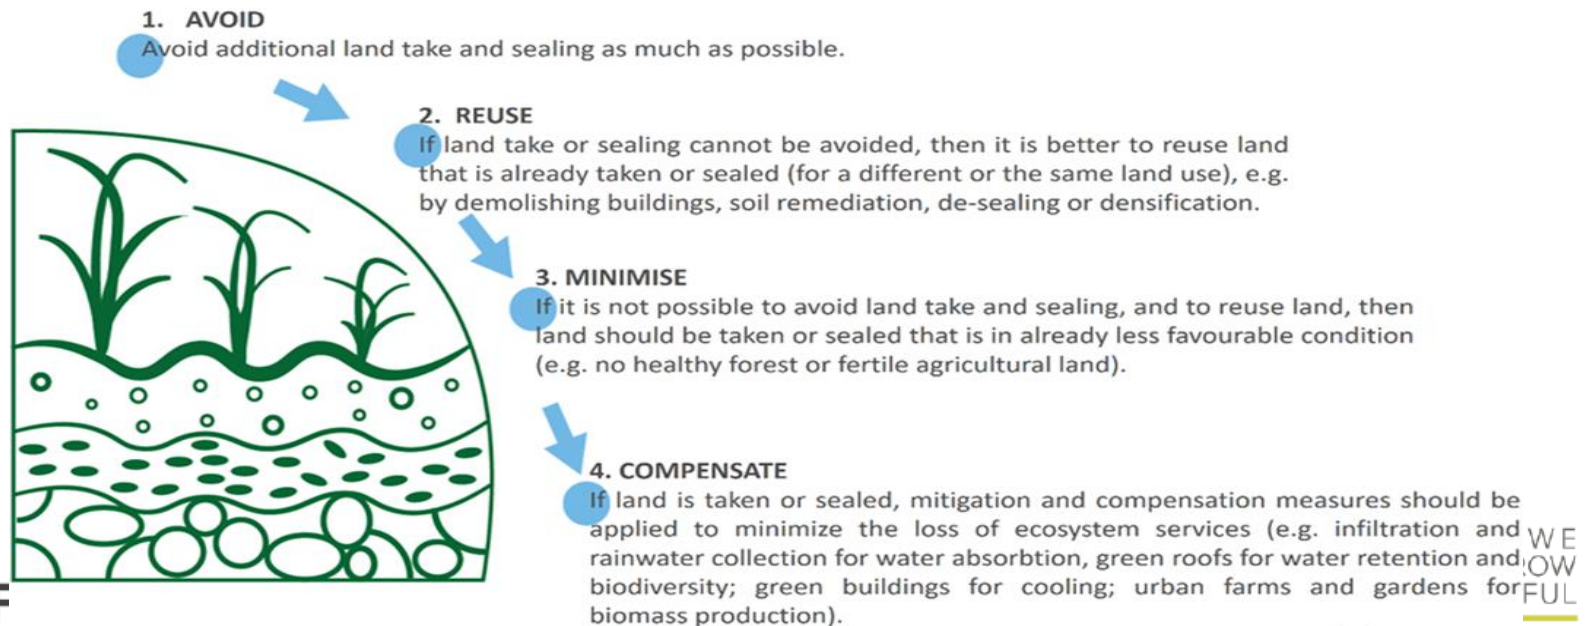 1. AVOID
Avoid additional land take and sealing as much as possible.
2. REUSE
If land take or sealing cannot be avoided, then it is better to reuse land
that is already taken or sealed (for a different or the same land use), e.g.
by demolishing buildings, soil remediation, de-sealing or densification.
3. MINIMISE
If it is not possible to avoid land take and sealing, and to reuse land, then
land should be taken or sealed that is in already less favourable condition
(e.g. no healthy forest or fertile agricultural land).
4. COMPENSATE
If land is taken or sealed, mitigation and compensation measures should be
applied to minimize the loss of ecosystem services (e.g. infiltration and
rainwater collection for water absorbtion, green roofs for water retention and
biodiversity; green buildings for cooling; urban farms and gardens for
biomass production).
WE
OW
FUL